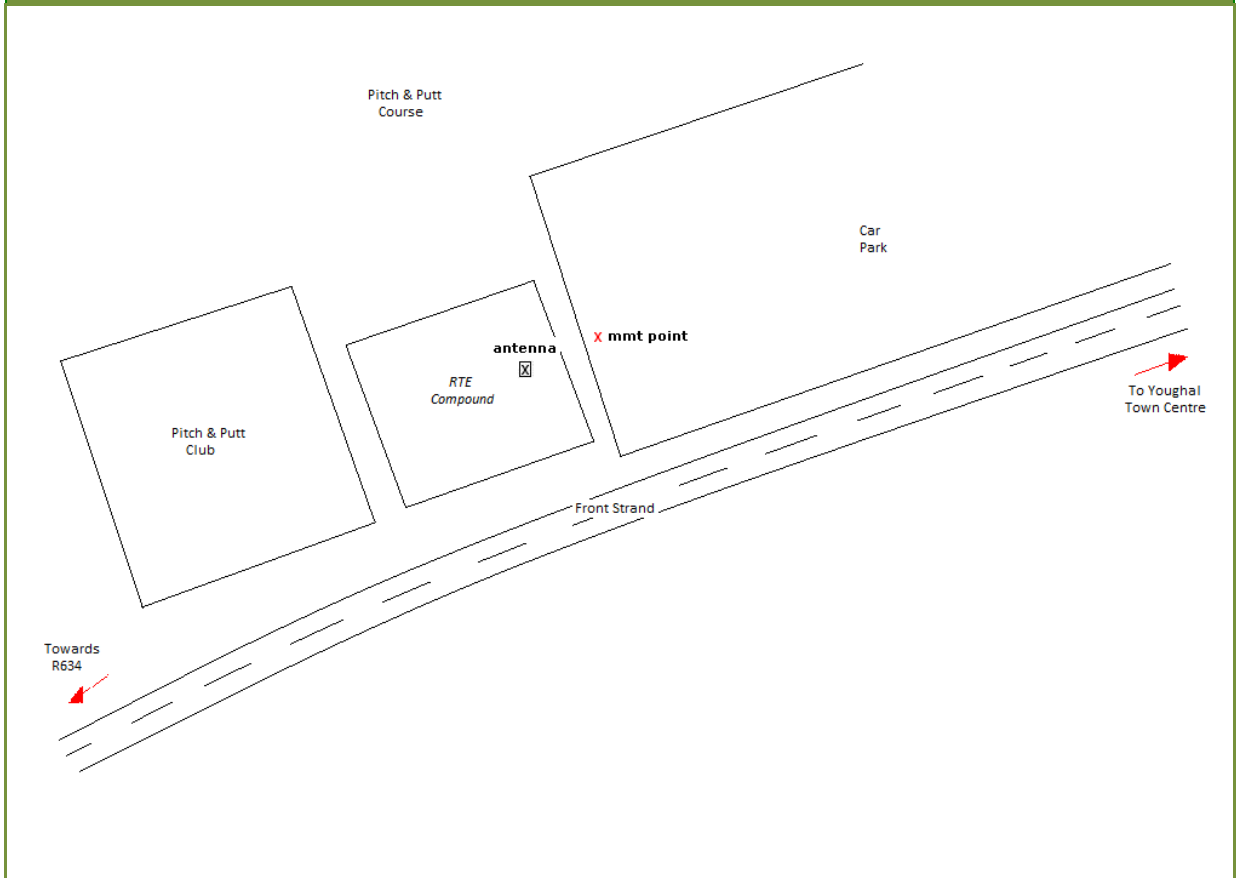 Pitch & Putt
Course
Car
Park
X mmt point
antenna
X
RTE
Compound
To Youghal
Town Centre
Pitch & Putt
Club
Front Strand
Towards
R634